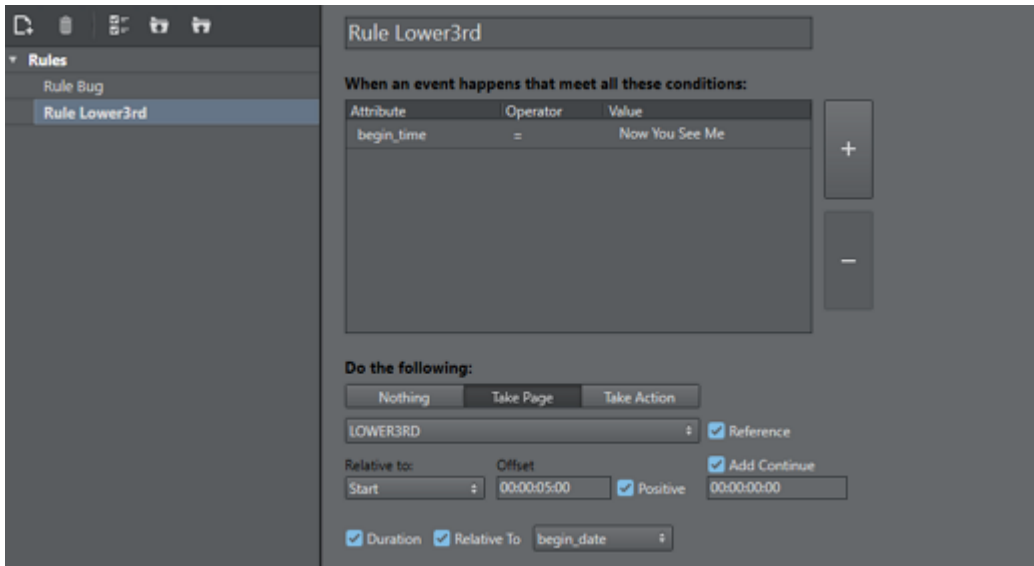 Rules
Rule Bug
Rule Lower3rd
Rule Lower3rd
When an event happens that meet all these conditions:
Attribute Operator Value
begin_time = Now You See Me
+
−
Do the following:
Nothing Take Page Take Action
LOWER3RD Reference
Relative to: Offset Add Continue
Start 00:00:05:00 Positive 00:00:00:00
Duration Relative To begin_date